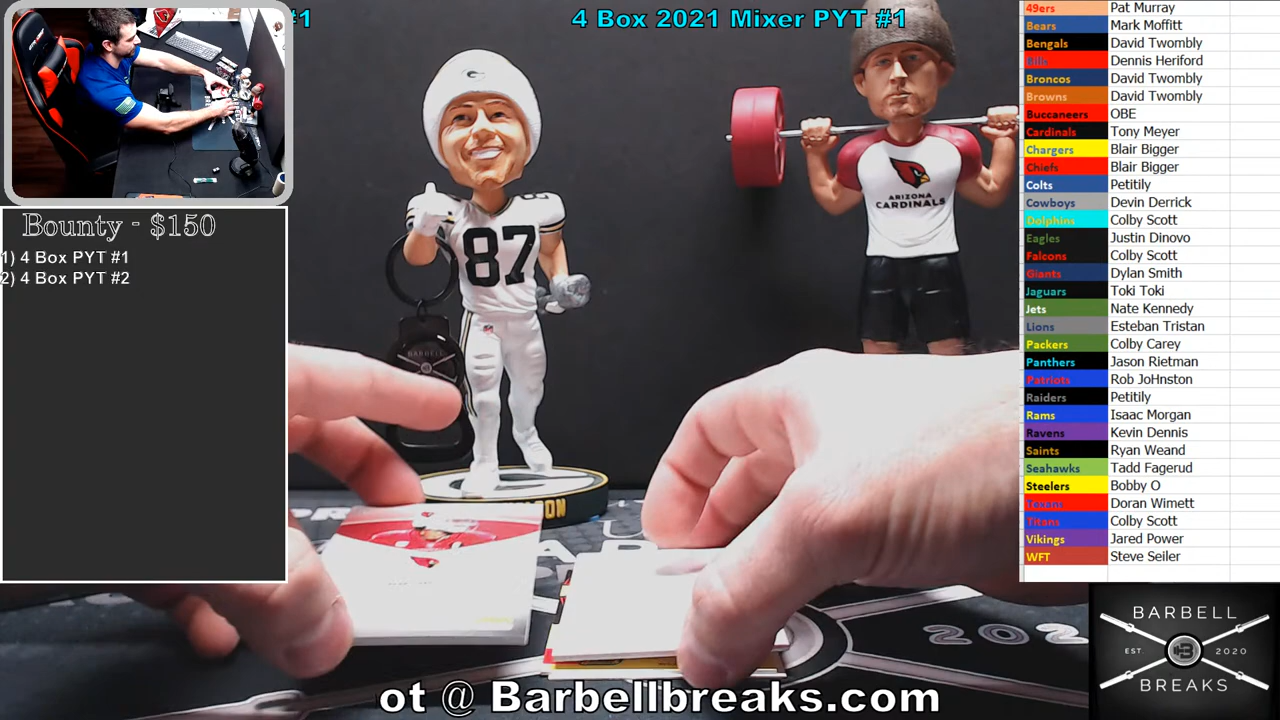 #1
4 Box 2021 Mixer PYT #1
Bounty - $150
1) 4 Box PYT #1
2) 4 Box PYT #2
49ers Pat Murray
Bears Mark Moffitt
Bengals David Twombly
Bills Dennis Heriford
Broncos David Twombly
Browns David Twombly
Buccaneers OBE
Cardinals Tony Meyer
Chargers Blair Bigger
Chiefs Blair Bigger
Colts Petitily
Cowboys Devin Derrick
Dolphins Colby Scott
Eagles Justin Dinovo
Falcons Colby Scott
Giants Dylan Smith
Jaguars Toki Toki
Jets Nate Kennedy
Lions Esteban Tristan
Packers Colby Carey
Panthers Jason Rietman
Patriots Rob JoHnston
Raiders Petitily
Rams Isaac Morgan
Ravens Kevin Dennis
Saints Ryan Weand
Seahawks Tadd Fagerud
Steelers Bobby O
Texans Doran Wimett
Titans Colby Scott
Vikings Jared Power
WFT Steve Seiler
G
87
ARIZONA
CARDINALS
BARBELL
202
BARBELL
EST. 2020
BREAKS
ot @ Barbellbreaks.com